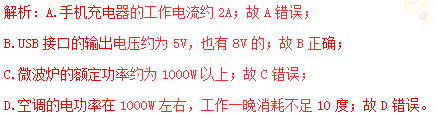 解析：A.手机充电器的工作电流约 2A；故 A 错误；
B.USB 接口的输出电压约为 5V，也有 8V 的；故 B 正确；
C.微波炉的额定功率约为 1000W 以上；故 C 错误；
D.空调的电功率在 1000W 左右，工作一晚消耗不足 10 度；故 D 错误。